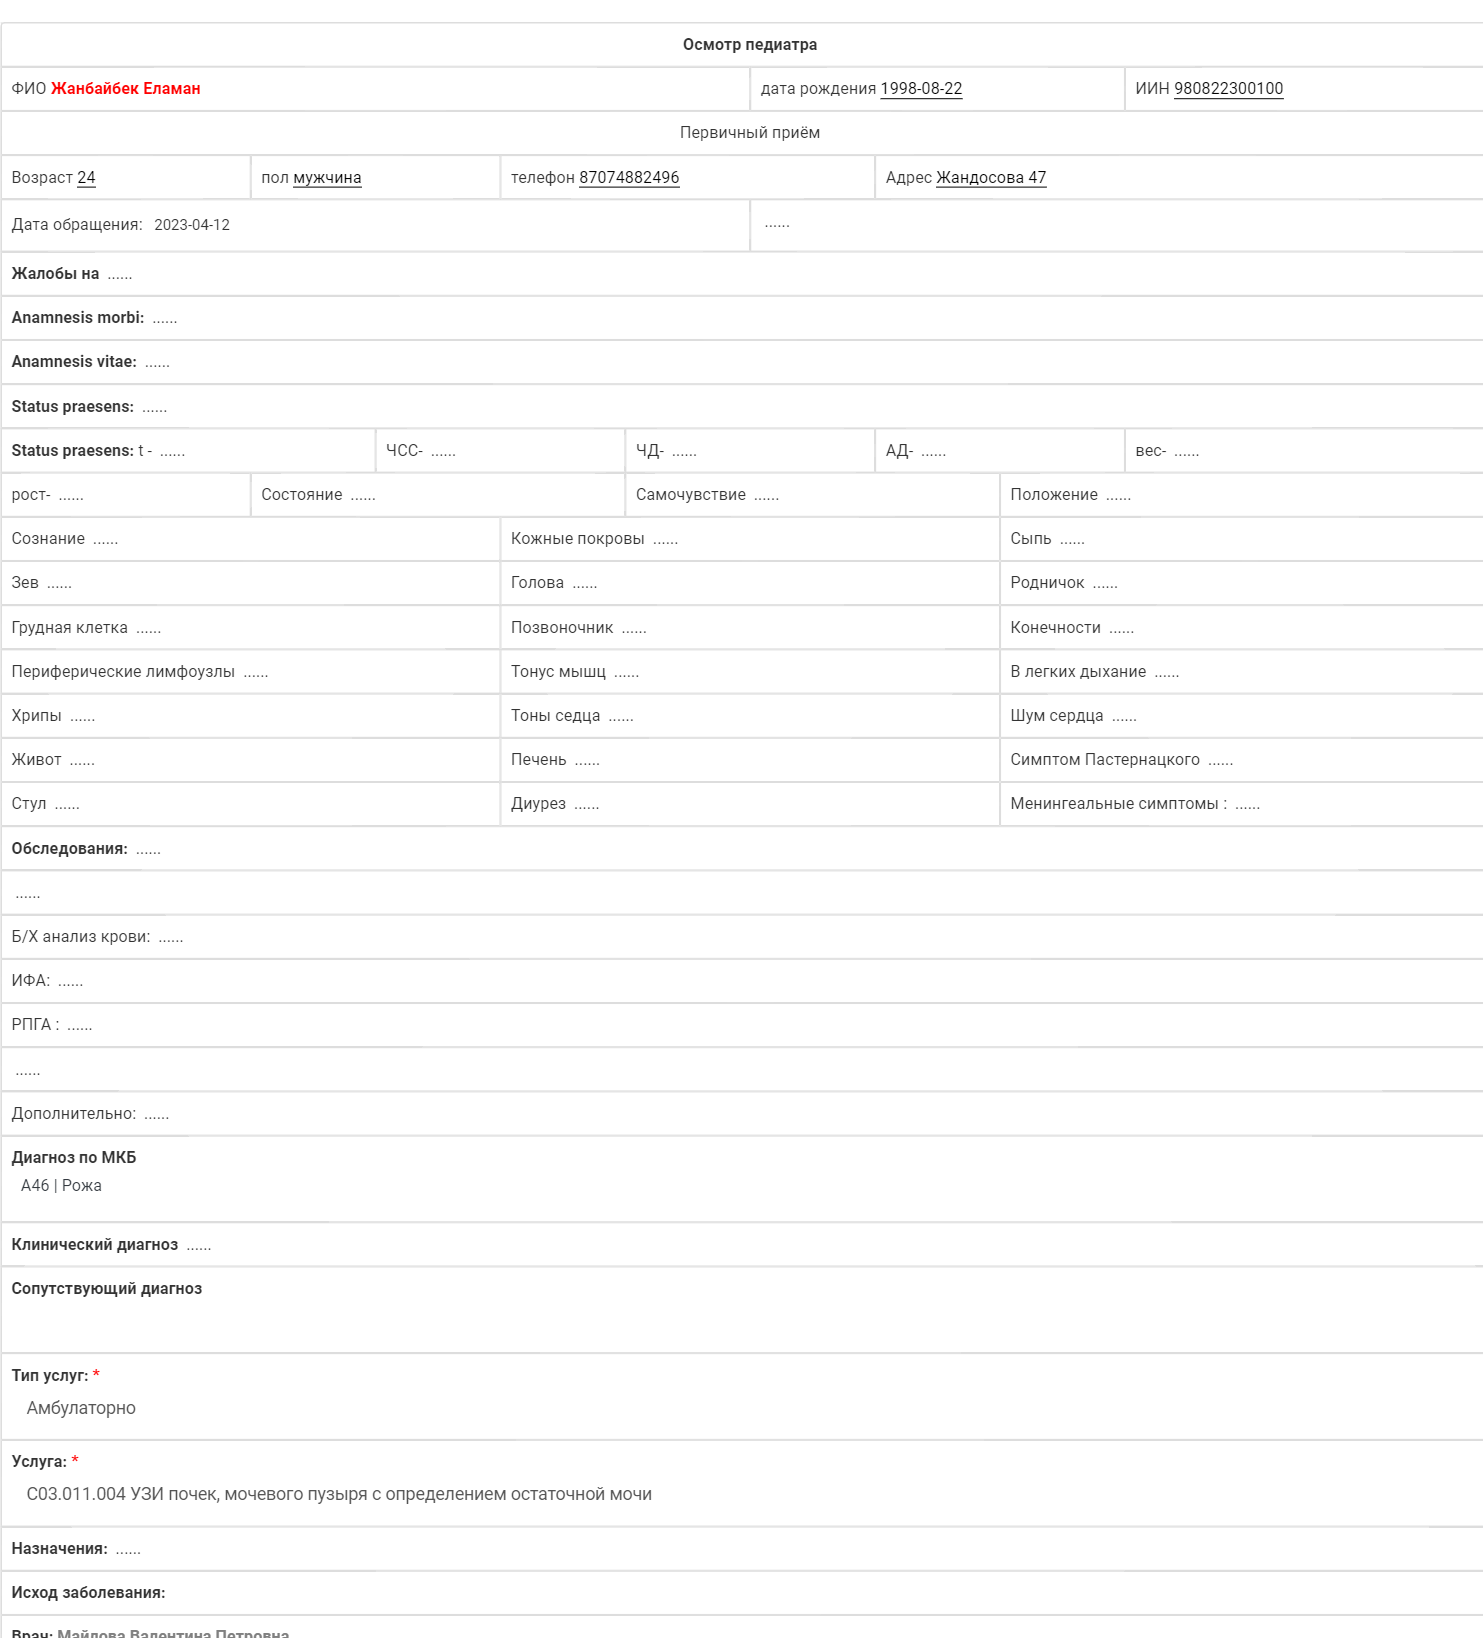 Осмотр педиатра
ФИО Жанбайбек Еламан дата рождения 1998-08-22 ИИН 980822300100
Первичный приём
Возраст 24 пол мужчина телефон 87074882496 Адрес Жандосова 47
Дата обращения: 2023-04-12 ......
Жалобы на ......
Anamnesis morbi: ......
Anamnesis vitae: ......
Status praesens: ......
Status praesens: t - ...... ЧСС- ...... ЧД- ...... АД- ...... вес- ......
рост- ...... Состояние ...... Самочувствие ...... Положение ......
Сознание ...... Кожные покровы ...... Сыпь ......
Зев ...... Голова ...... Родничок ......
Грудная клетка ...... Позвоночник ...... Конечности ......
Периферические лимфоузлы ...... Тонус мышц ...... В легких дыхание ......
Хрипы ...... Тоны седца ...... Шум сердца ......
Живот ...... Печень ...... Симптом Пастернацкого ......
Стул ...... Диурез ...... Менингеальные симптомы : ......
Обследования: ......
......
Б/Х анализ крови: ......
ИФА: ......
РПГА : ......
......
Дополнительно: ......
Диагноз по МКБ
A46 | Рожа
Клинический диагноз ......
Сопутствующий диагноз
Тип услуг: *
Амбулаторно
Услуга: *
C03.011.004 УЗИ почек, мочевого пузыря с определением остаточной мочи
Назначения: ......
Исход заболевания:
Врач: Майлова Валентина Петровна